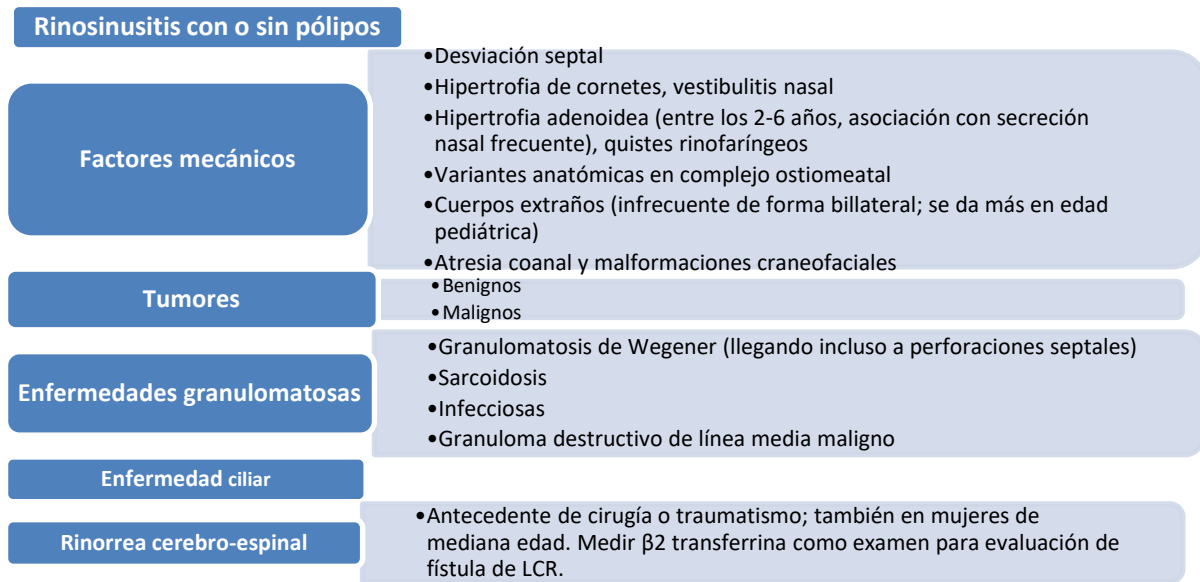 Rinosinusitis con o sin pólipos
Factores mecánicos
•Desviación septal
•Hipertrofia de cornetes, vestibulitis nasal
•Hipertrofia adenoidea (entre los 2-6 años, asociación con secreción
nasal frecuente), quistes rinofaríngeos
•Variantes anatómicas en complejo ostiomeatal
•Cuerpos extraños (infrecuente de forma billateral; se da más en edad
pediátrica)
•Atresia coanal y malformaciones craneofaciales
Tumores
•Benignos
•Malignos
Enfermedades granulomatosas
•Granulomatosis de Wegener (llegando incluso a perforaciones septales)
•Sarcoidosis
•Infecciosas
•Granuloma destructivo de línea media maligno
Enfermedad ciliar
Rinorrea cerebro-espinal
•Antecedente de cirugía o traumatismo; también en mujeres de
mediana edad. Medir β2 transferrina como examen para evaluación de
fístula de LCR.